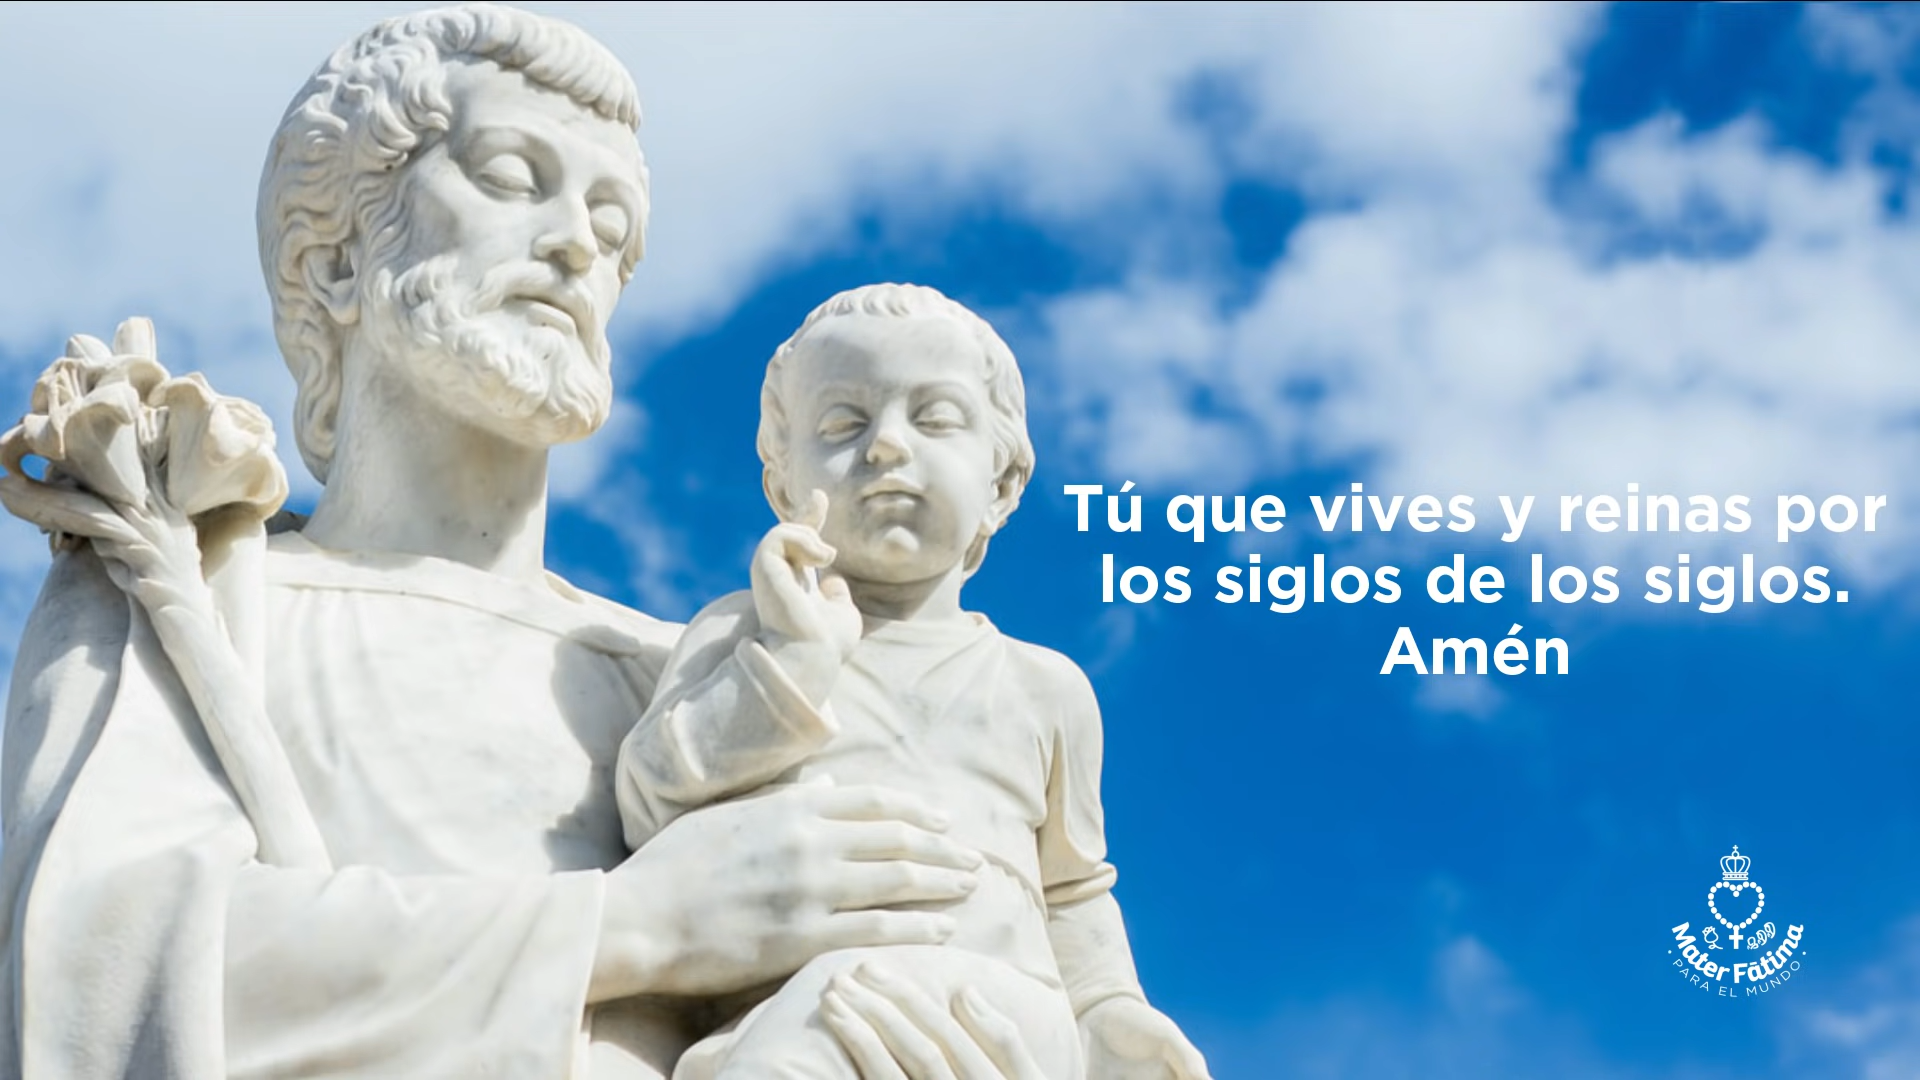 Tú que vives y reinas por
los siglos de los siglos.
Amén
Mater Fátima
PARA EL MUNDO